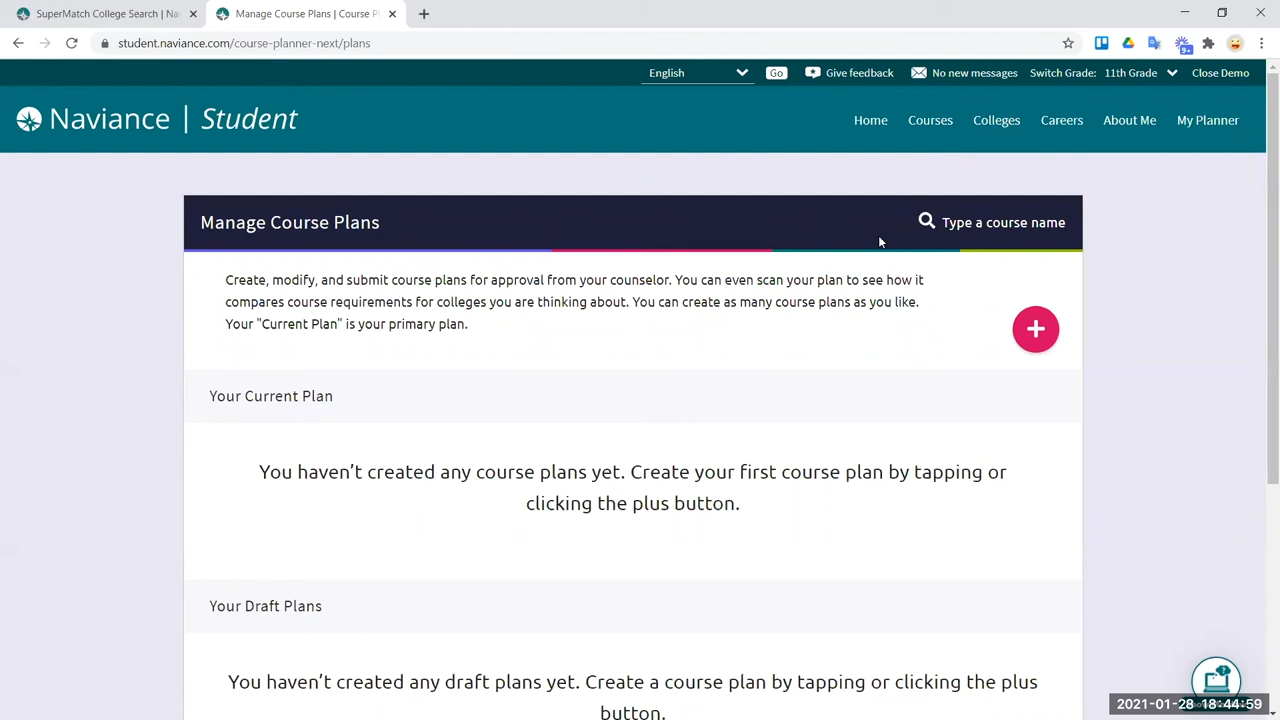 SuperMatch College Search | Nav
Manage Course Plans | Course P
student.naviance.com/course-planner-next/plans
9+
English
Go
Give feedback
No new messages
Switch Grade: 11th Grade
Close Demo
Naviance | Student
Home
Courses
Colleges
Careers
About Me
My Planner
Manage Course Plans
Type a course name
Create, modify, and submit course plans for approval from your counselor. You can even scan your plan to see how it
compares course requirements for colleges you are thinking about. You can create as many course plans as you like.
Your "Current Plan" is your primary plan.
Your Current Plan
You haven’t created any course plans yet. Create your first course plan by tapping or
clicking the plus button.
Your Draft Plans
You haven’t created any draft plans yet. Create a course plan by tapping or clicking the plus
button.
2021-01-28 18:44:59